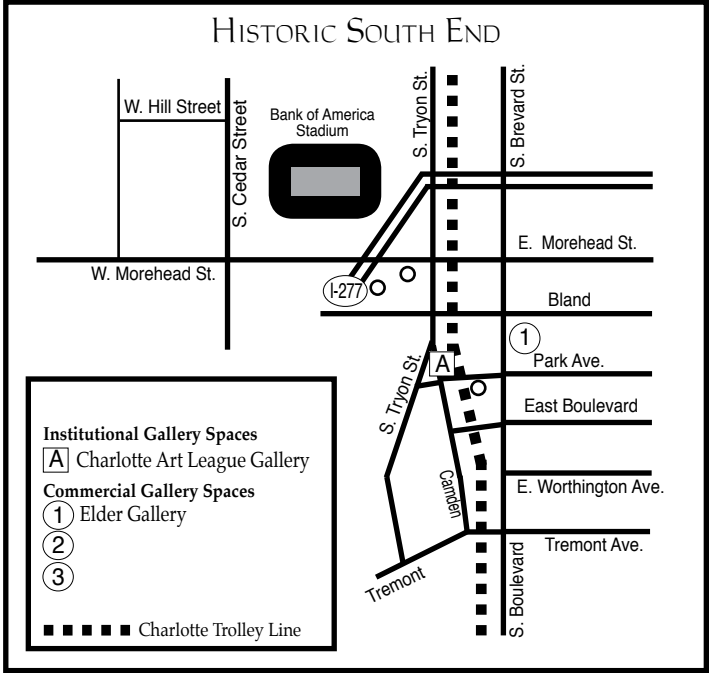 HISTORIC SOUTH END
W. Hill Street
S. Cedar Street
Bank of America
Stadium
S. Tryon St.
S. Brevard St.
E. Morehead St.
W. Morehead St.
I-277
Bland
1
Park Ave.
A
S. Tryon St.
East Boulevard
Camden
E. Worthington Ave.
Tremont Ave.
Tremont
S. Boulevard
Institutional Gallery Spaces
A Charlotte Art League Gallery
Commercial Gallery Spaces
1 Elder Gallery
2
3
Charlotte Trolley Line